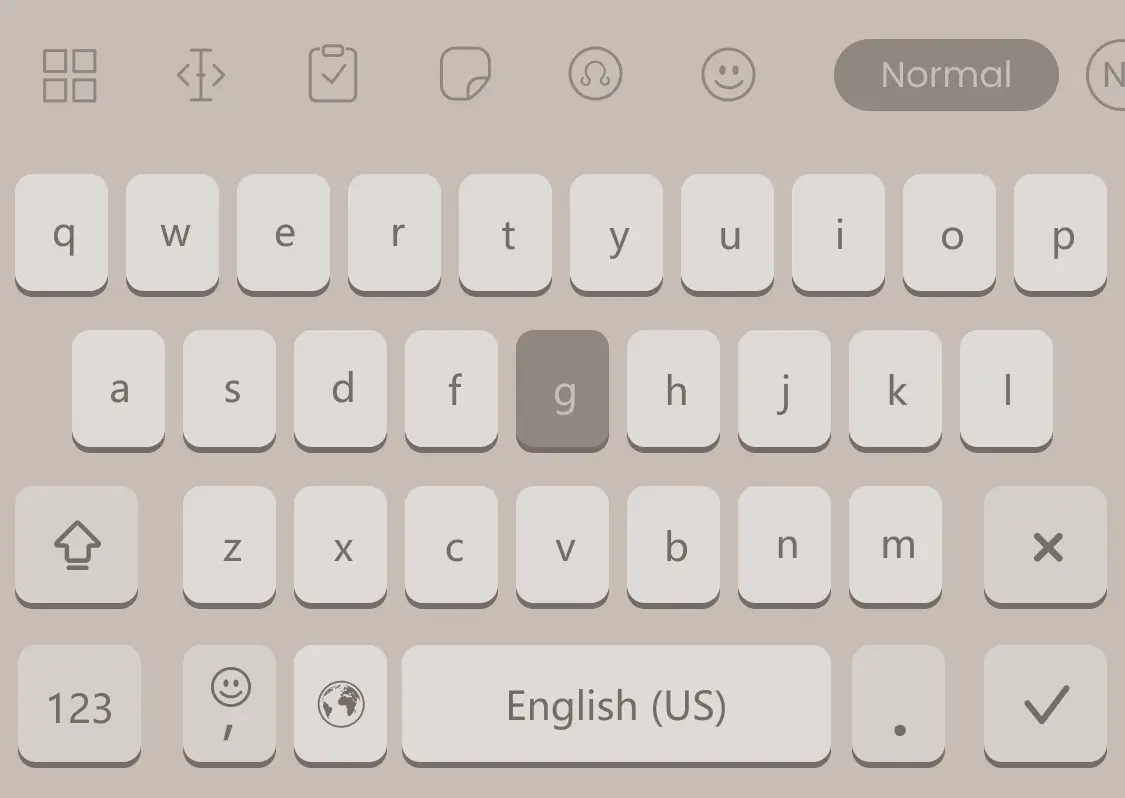 Normal N
q w e r t y u i o p
a s d f g h j k l
z x c v b n m
123 , English (US) .